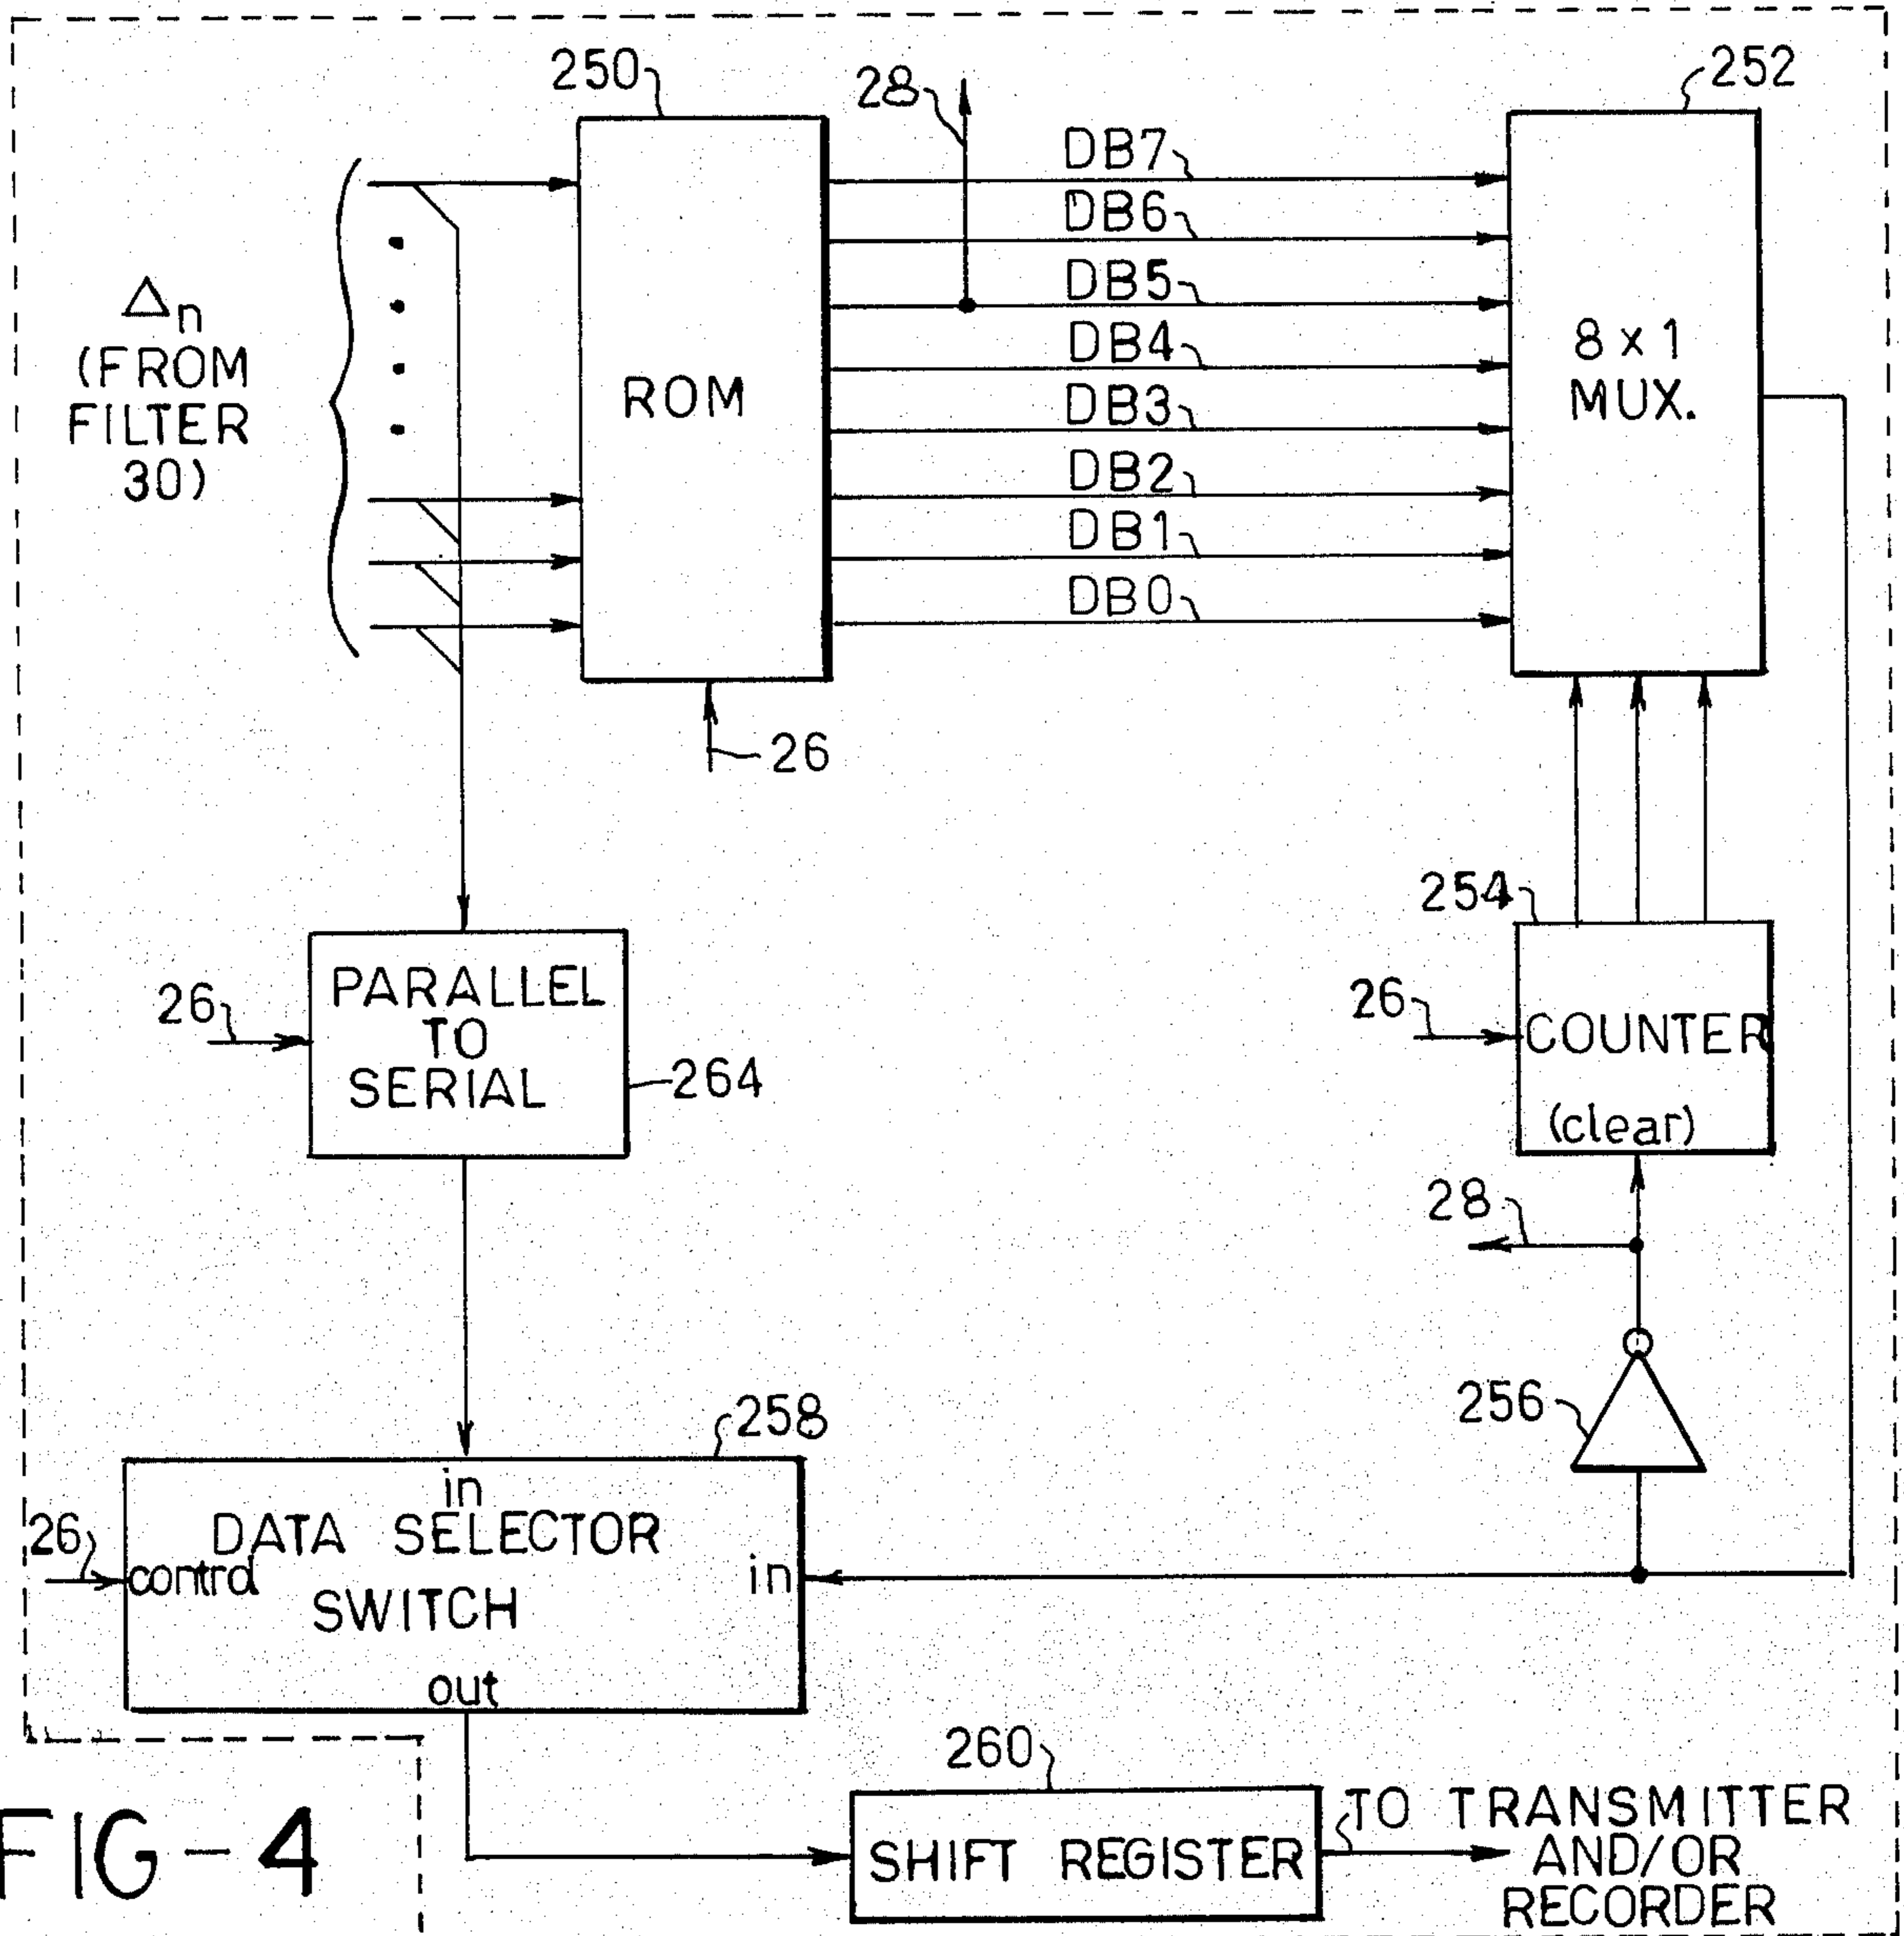 250
28
252
DB7
DB6
DB5
DB4
DB3
DB2
DB1
DB0
Δn
(FROM
FILTER
30)
ROM
8 x 1
MUX.
26
254
26
COUNTER
(clear)
26
PARALLEL
TO
SERIAL
264
28
256
258
in
DATA SELECTOR
SWITCH
26
control
in
out
260
SHIFT REGISTER
TO TRANSMITTER
AND/OR
RECORDER
FIG-4